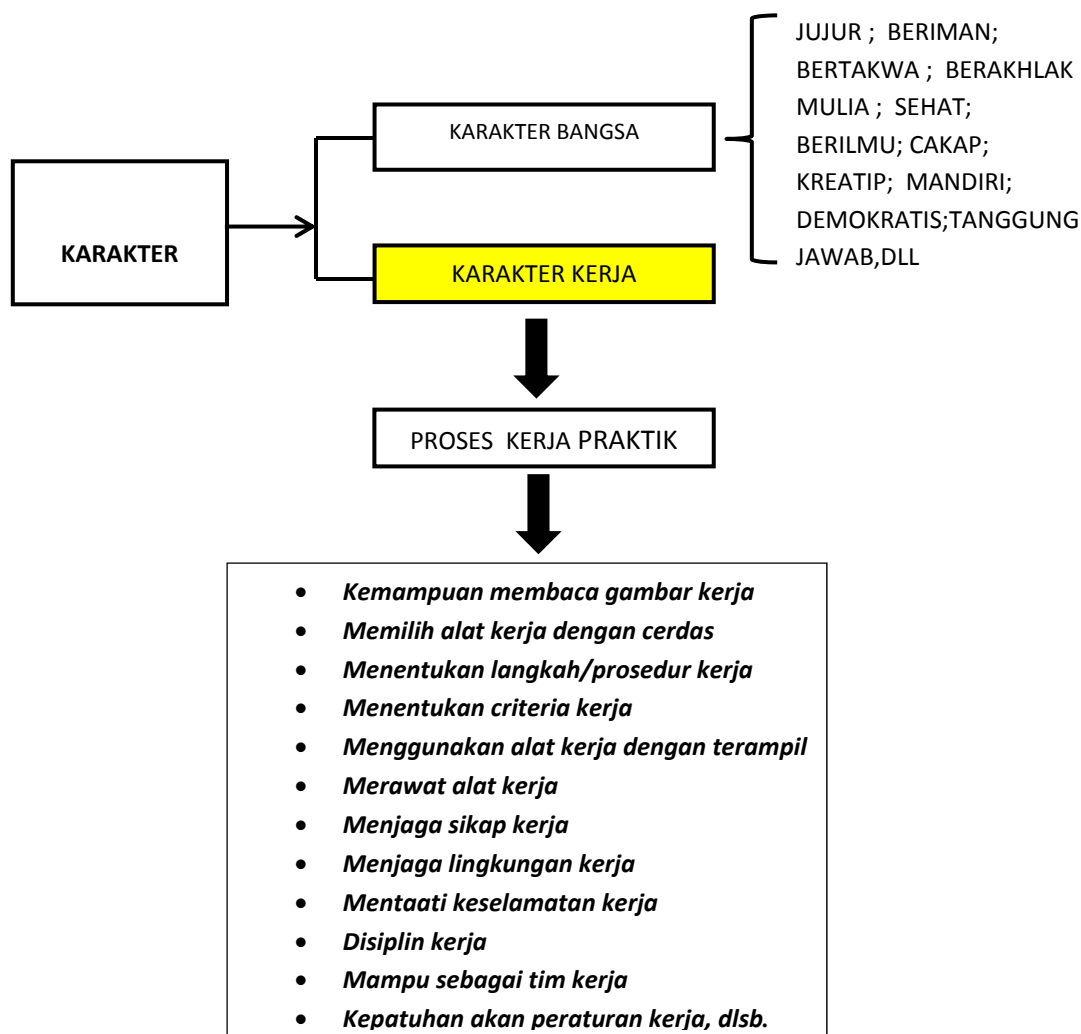 JUJUR ; BERIMAN;
BERTAKWA ; BERAKHLAK
MULIA ; SEHAT;
BERILMU; CAKAP;
KREATIP; MANDIRI;
DEMOKRATIS;TANGGUNG
JAWAB,DLL
KARAKTER BANGSA
KARAKTER
KARAKTER KERJA
PROSES KERJA PRAKTIK
• Kemampuan membaca gambar kerja
• Memilih alat kerja dengan cerdas
• Menentukan langkah/prosedur kerja
• Menentukan criteria kerja
• Menggunakan alat kerja dengan terampil
• Merawat alat kerja
• Menjaga sikap kerja
• Menjaga lingkungan kerja
• Mentaati keselamatan kerja
• Disiplin kerja
• Mampu sebagai tim kerja
• Kepatuhan akan peraturan kerja, dlsb.